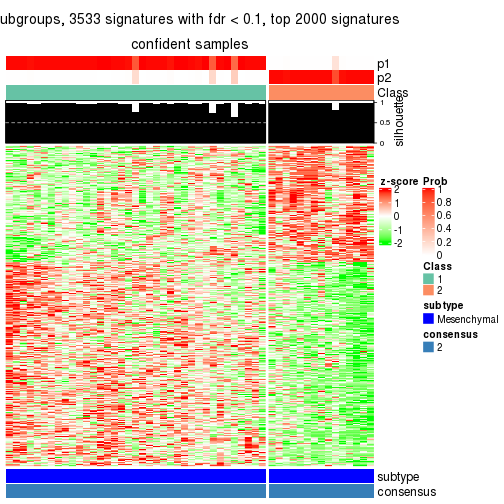 ubgroups, 3533 signatures with fdr < 0.1, top 2000 signatures
confident samples
p1
p2
Class
1
0.5
0
silhouette
z-score
2
1
0
-1
-2
Prob
1
0.8
0.6
0.4
0.2
0
Class
1
2
subtype
Mesenchymal
consensus
2
subtype
consensus